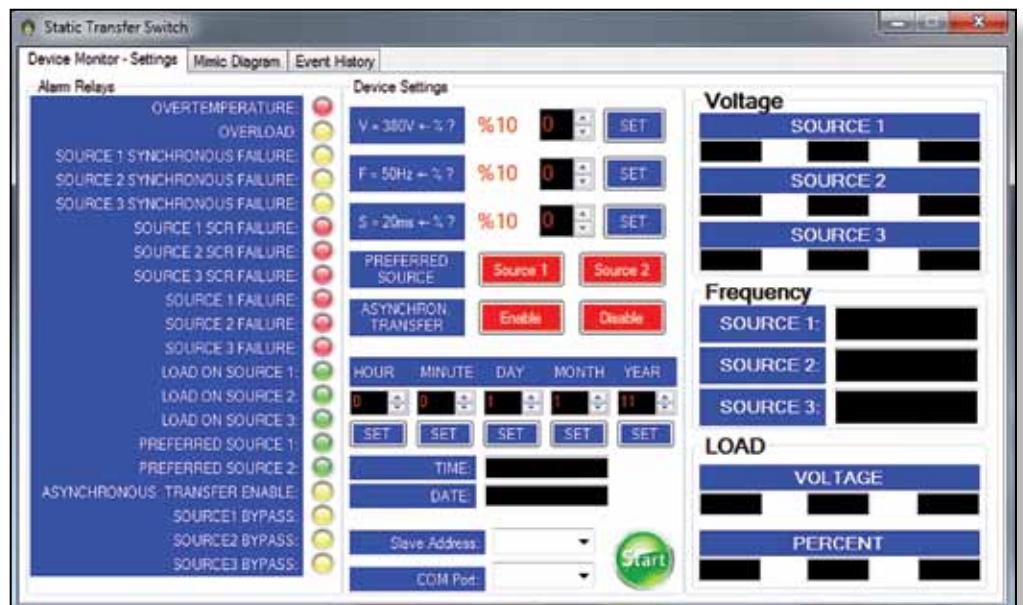 Static Transfer Switch
Device Monitor - Settings
Mimic Diagram
Event History
Alarm Relays
OVERTEMPERATURE:
OVERLOAD:
SOURCE 1 SYNCHRONOUS FAILURE:
SOURCE 2 SYNCHRONOUS FAILURE:
SOURCE 3 SYNCHRONOUS FAILURE:
SOURCE 1 SCR FAILURE:
SOURCE 2 SCR FAILURE:
SOURCE 3 SCR FAILURE:
SOURCE 1 FAILURE:
SOURCE 2 FAILURE:
SOURCE 3 FAILURE:
LOAD ON SOURCE 1:
LOAD ON SOURCE 2:
LOAD ON SOURCE 3:
PREFERRED SOURCE 1:
PREFERRED SOURCE 2:
ASYNCHRONOUS TRANSFER ENABLE:
SOURCE1 BYPASS:
SOURCE2 BYPASS:
SOURCE3 BYPASS:
Device Settings
V = 380V +- % ? %10 0 SET
F = 50Hz +- % ? %10 0 SET
S = 20ms +- % ? %10 0 SET
PREFERRED SOURCE Source 1 Source 2
ASYNCHRON. TRANSFER Enable Disable
HOUR MINUTE DAY MONTH YEAR
0 0 1 1 11
SET SET SET SET SET
TIME:
DATE:
Slave Address:
COM Port:
Start
Voltage
SOURCE 1
SOURCE 2
SOURCE 3
Frequency
SOURCE 1:
SOURCE 2:
SOURCE 3:
LOAD
VOLTAGE
PERCENT